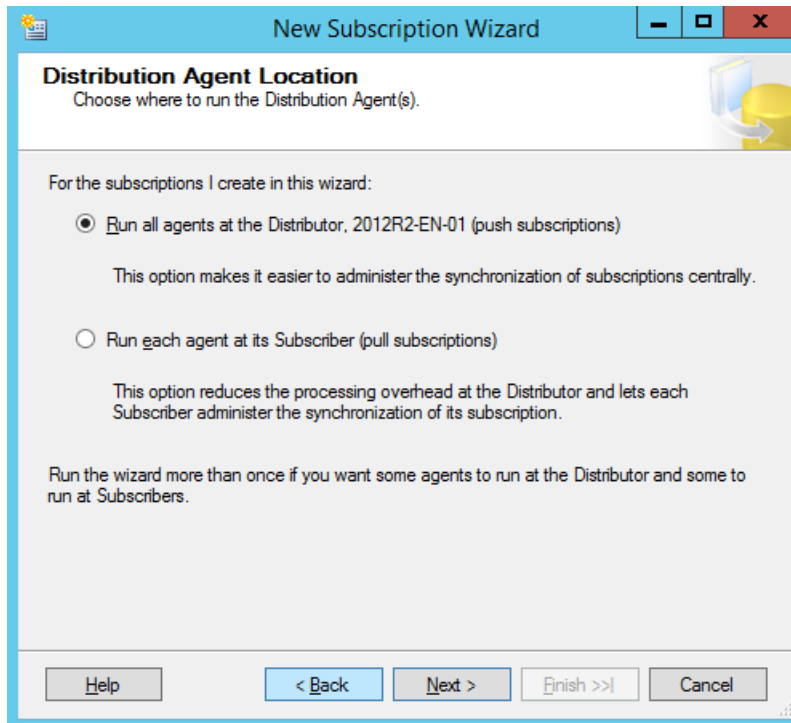 New Subscription Wizard
Distribution Agent Location
Choose where to run the Distribution Agent(s).
For the subscriptions I create in this wizard:
Run all agents at the Distributor, 2012R2-EN-01 (push subscriptions)
This option makes it easier to administer the synchronization of subscriptions centrally.
Run each agent at its Subscriber (pull subscriptions)
This option reduces the processing overhead at the Distributor and lets each
Subscriber administer the synchronization of its subscription.
Run the wizard more than once if you want some agents to run at the Distributor and some to
run at Subscribers.
Help
< Back
Next >
Finish >>|
Cancel